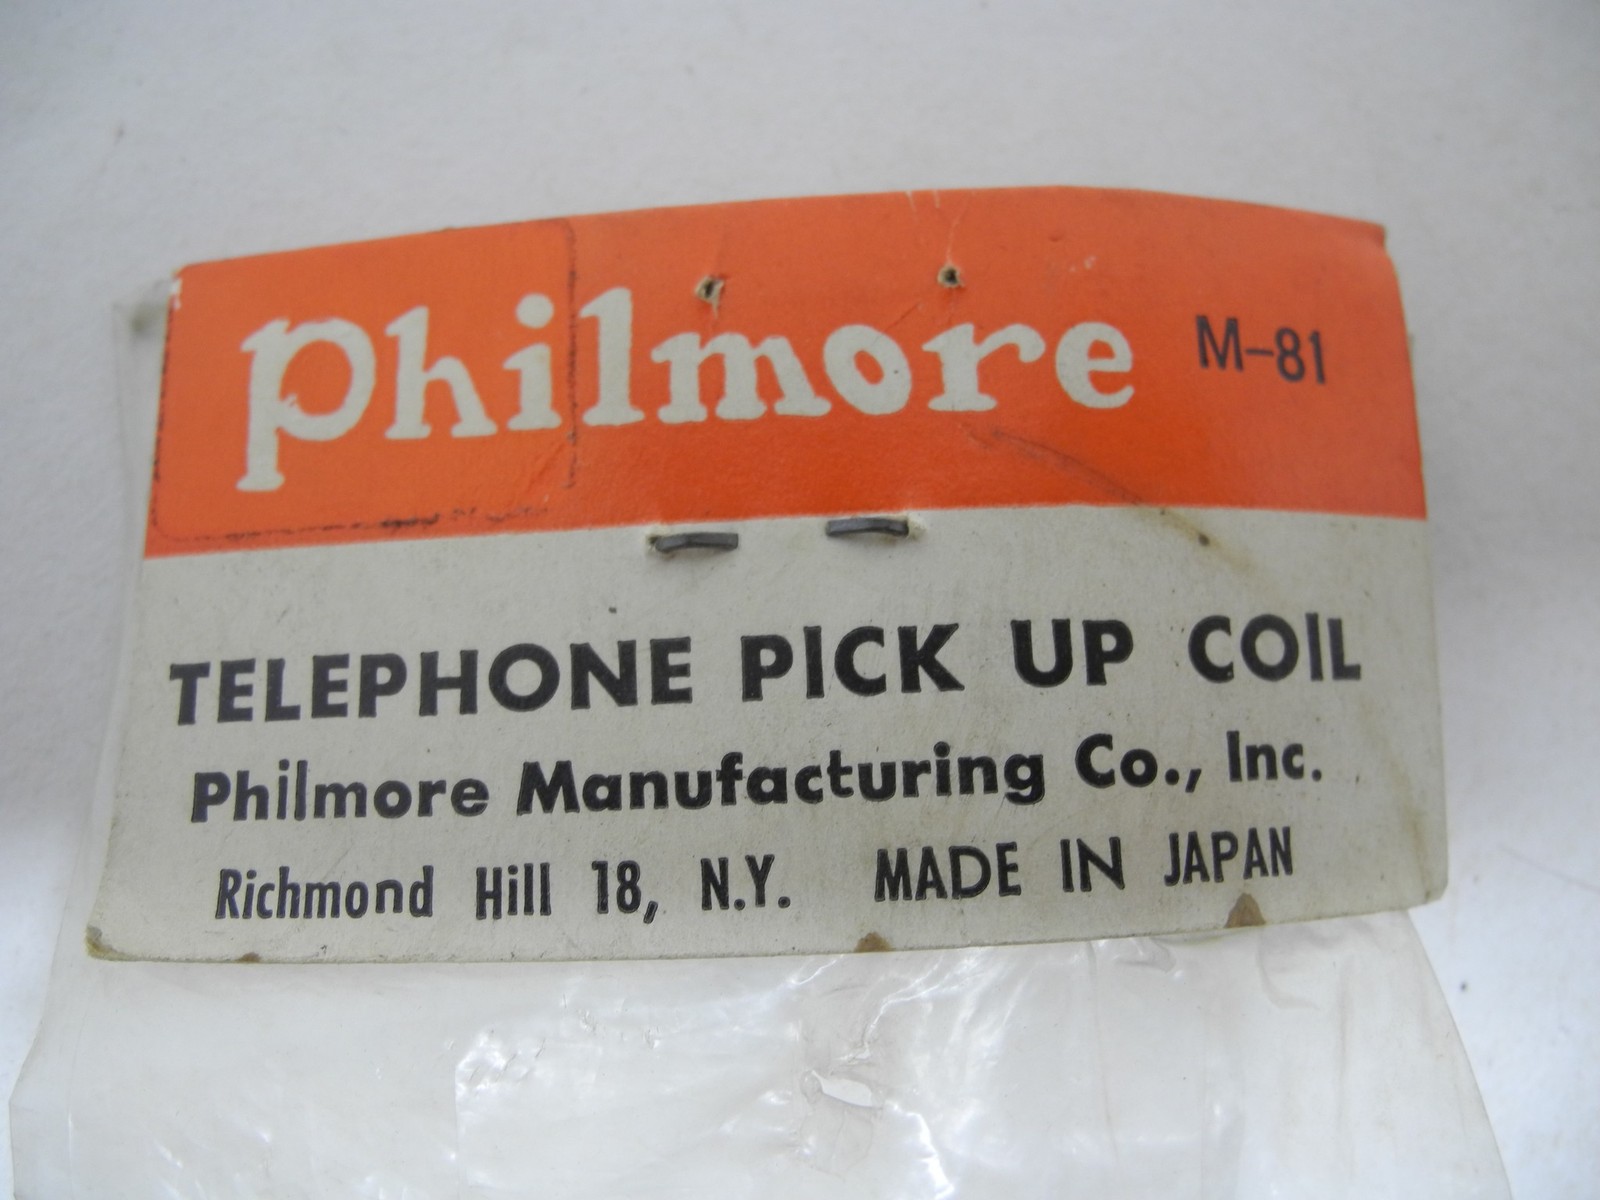 Philmore M-81
TELEPHONE PICK UP COIL
Philmore Manufacturing Co., Inc.
Richmond Hill 18, N.Y. MADE IN JAPAN